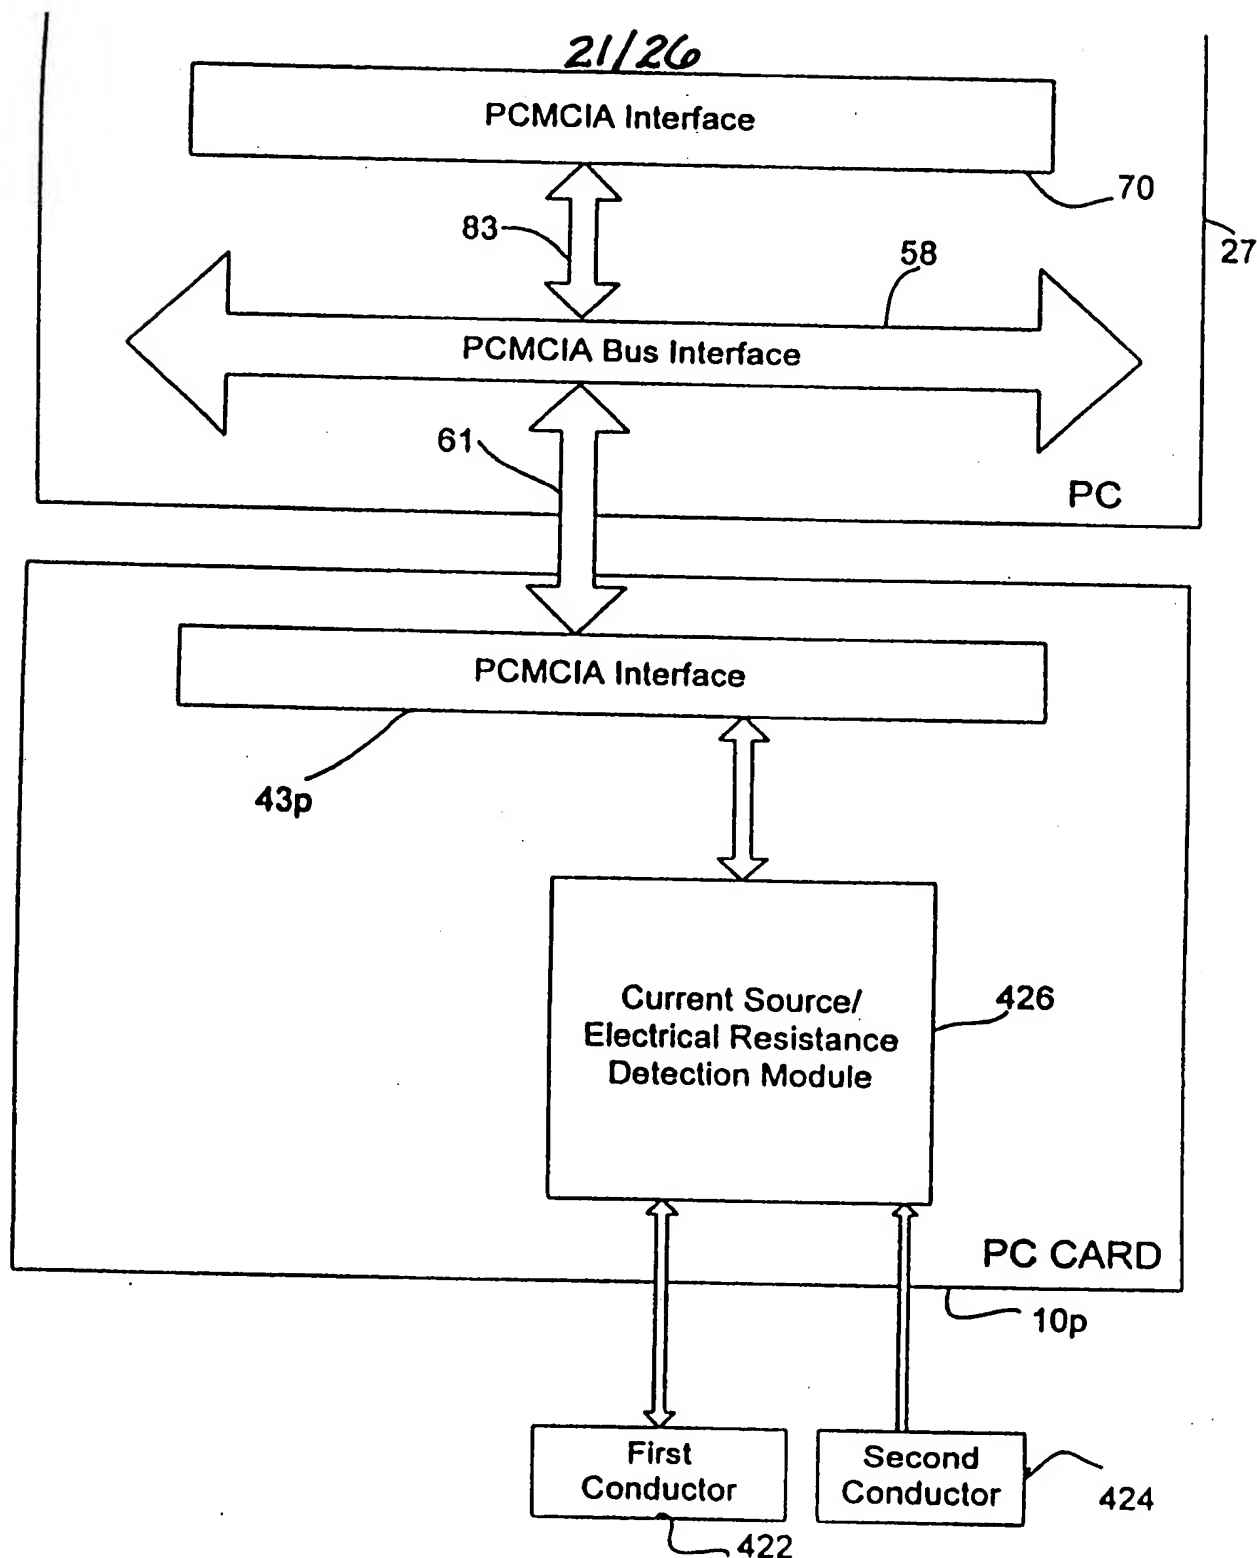 21/26
PCMCIA Interface
70
83
27
58
PCMCIA Bus Interface
61
PC
PCMCIA Interface
43p
Current Source/
Electrical Resistance
Detection Module
426
PC CARD
10p
First
Conductor
Second
Conductor
424
422